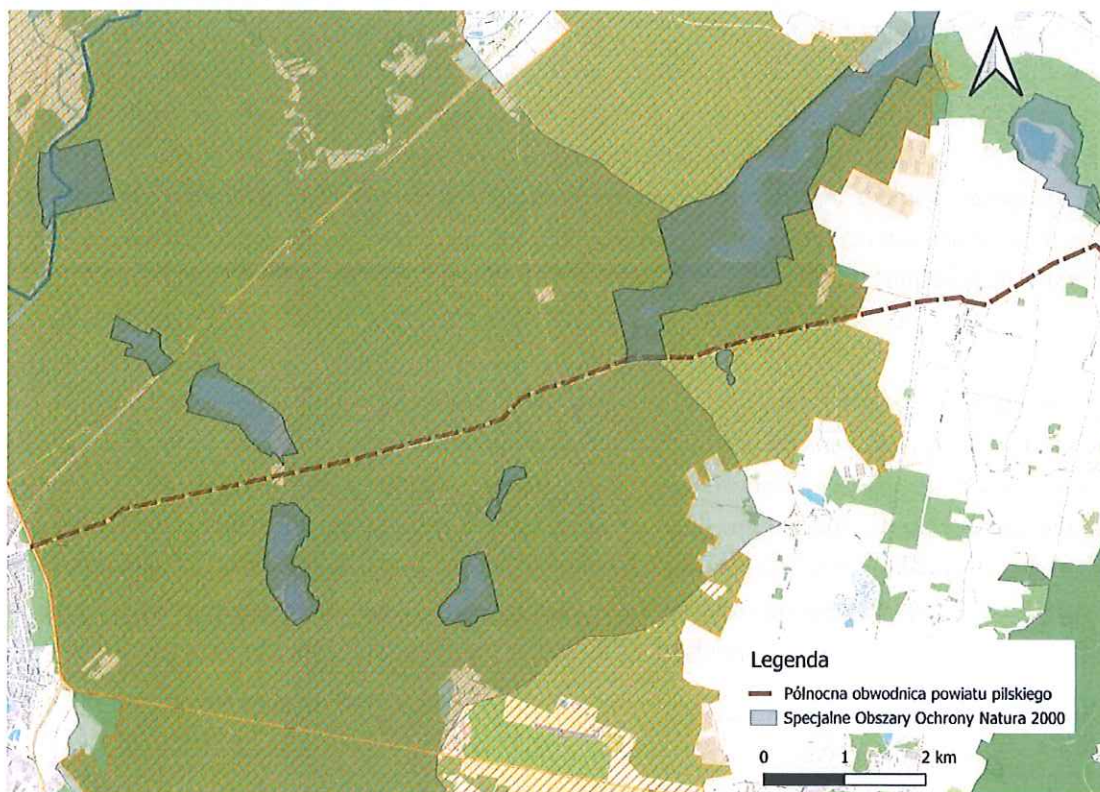 Legenda
Północna obwodnica powiatu pilskiego
Specjalne Obszary Ochrony Natura 2000
0 1 2 km